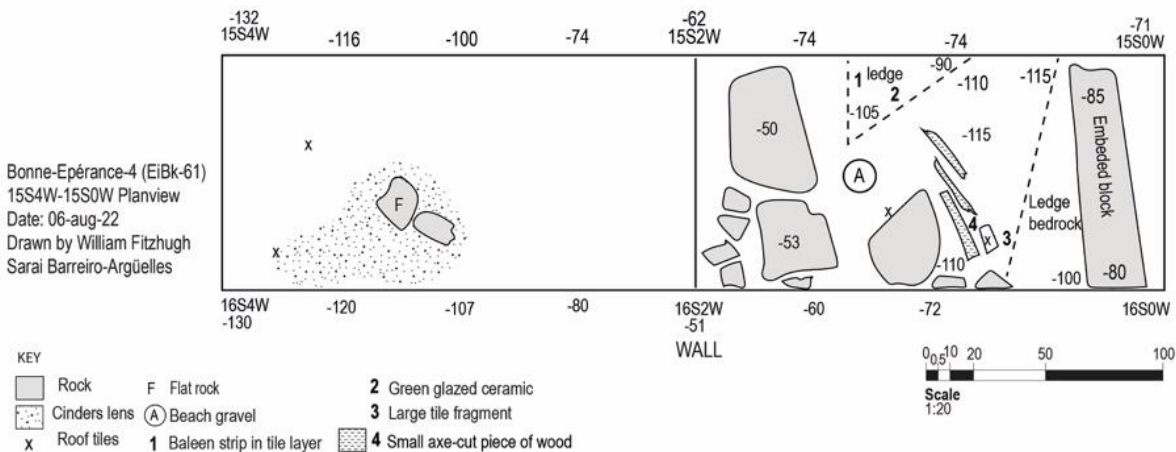 -132 -62 -71
15S4W -116 -100 -74 15S2W -74 -74 15S0W
1 ledge -90 -115
2 -110
-85
-105
-50 -115
x
Embeded block
Bonne-Epérance-4 (EiBk-61)
15S4W-15S0W Planview
Date: 06-aug-22
Drawn by William Fitzhugh
Sarai Barreiro-Argüelles
A
F x Ledge
bedrock
4 3
x -53 x
-110 -100 -80
16S4W -120 -107 -80 16S2W -60 -72 16S0W
-130 -51
WALL
KEY
Rock F Flat rock 2 Green glazed ceramic
Cinders lens A Beach gravel 3 Large tile fragment
x Roof tiles 1 Baleen strip in tile layer 4 Small axe-cut piece of wood
0 0,5 10 20 50 100
Scale
1:20